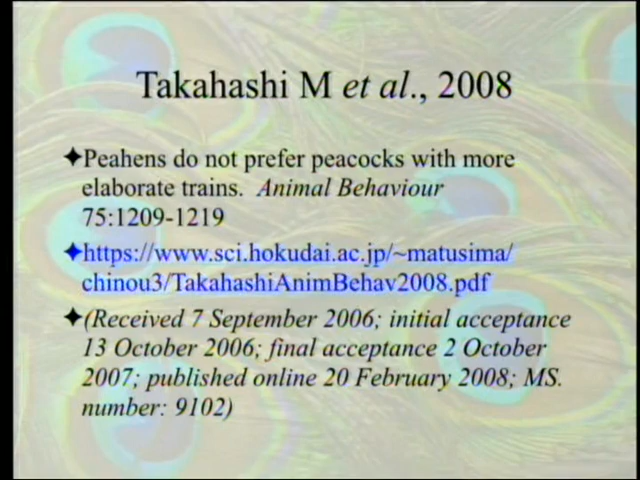 Takahashi M et al., 2008
✦Peahens do not prefer peacocks with more
elaborate trains. Animal Behaviour
75:1209-1219
✦https://www.sci.hokudai.ac.jp/~matusima/
chinou3/TakahashiAnimBehav2008.pdf
✦(Received 7 September 2006; initial acceptance
13 October 2006; final acceptance 2 October
2007; published online 20 February 2008; MS.
number: 9102)